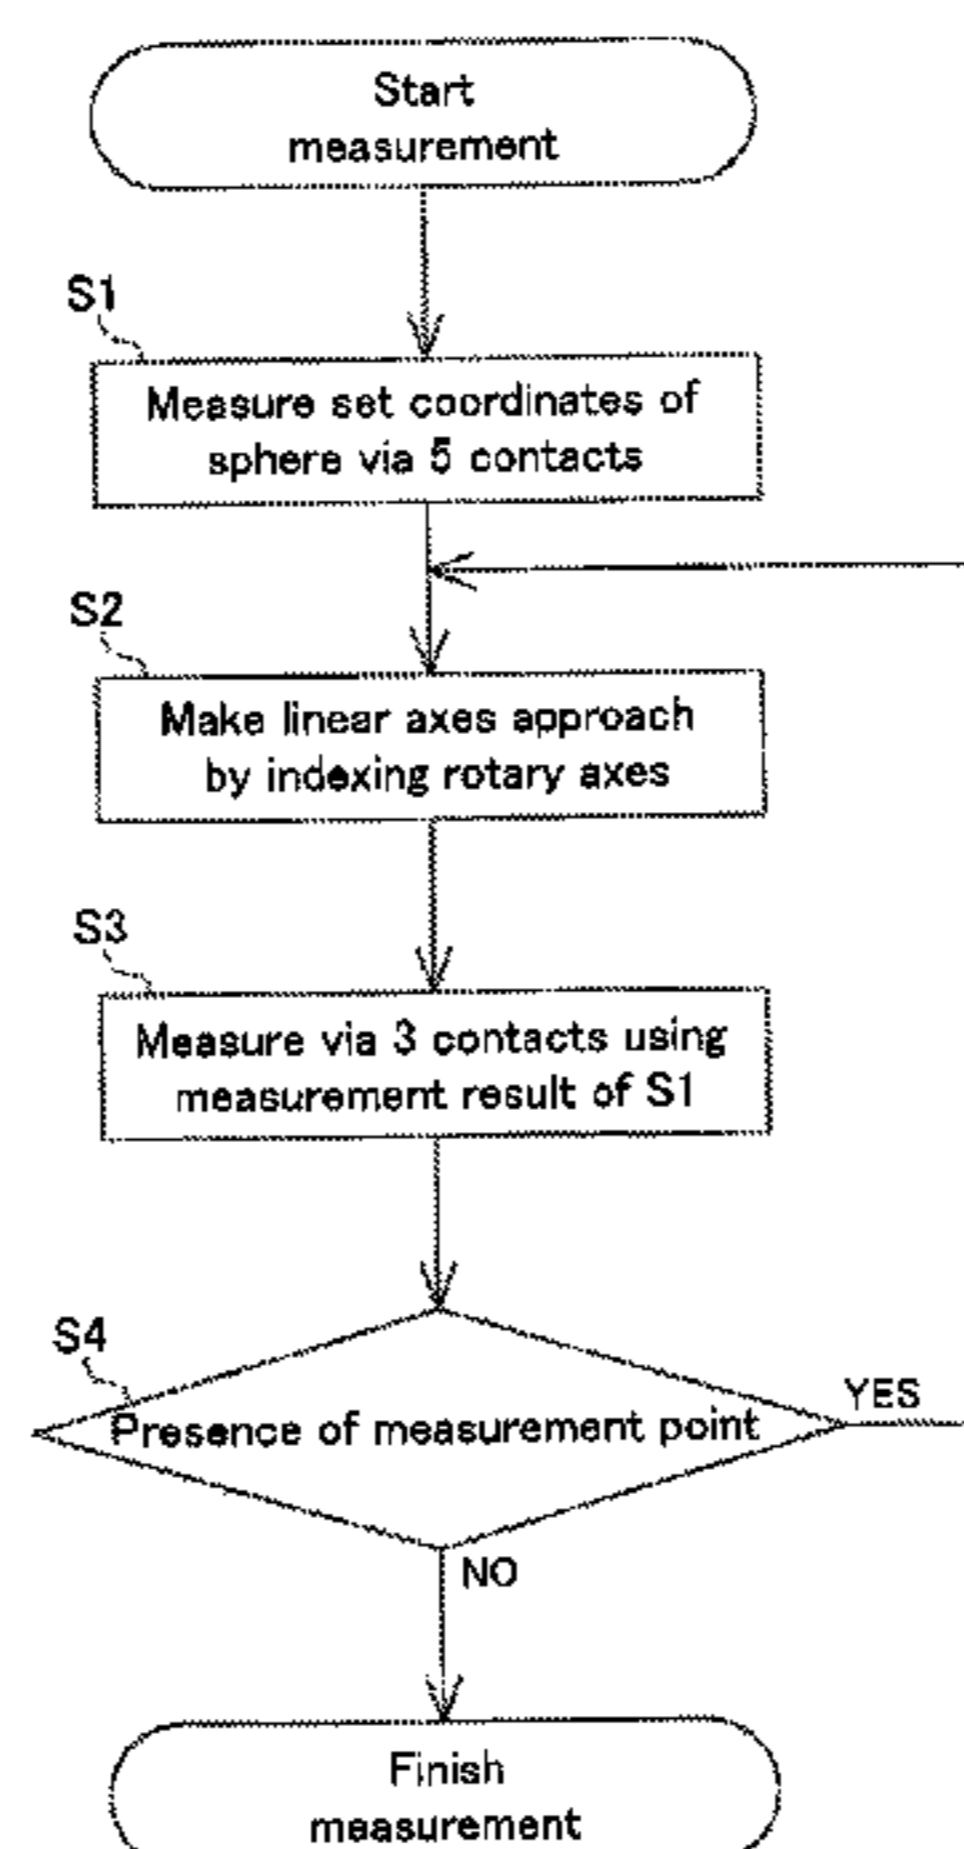 Start
measurement
S1
Measure set coordinates of
sphere via 5 contacts
S2
Make linear axes approach
by indexing rotary axes
S3
Measure via 3 contacts using
measurement result of S1
S4
Presence of measurement point
YES
NO
Finish
measurement